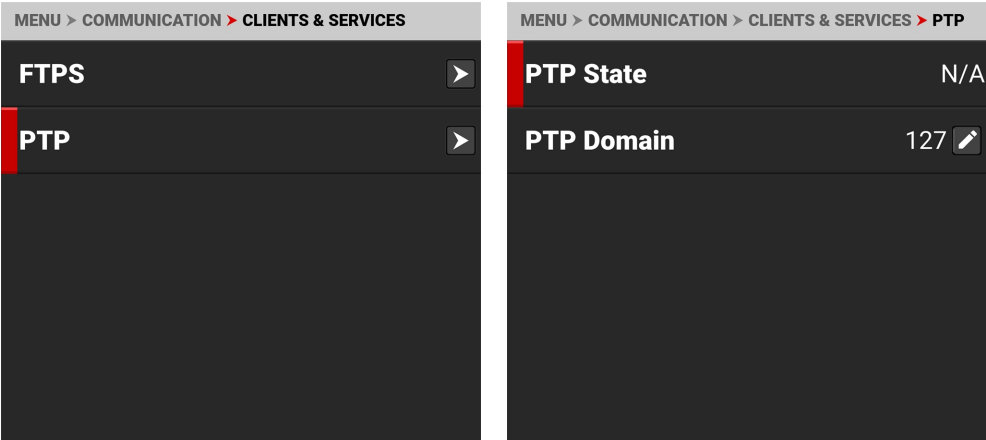 MENU > COMMUNICATION > CLIENTS & SERVICES
FTPS
PTP
MENU > COMMUNICATION > CLIENTS & SERVICES > PTP
PTP State N/A
PTP Domain 127